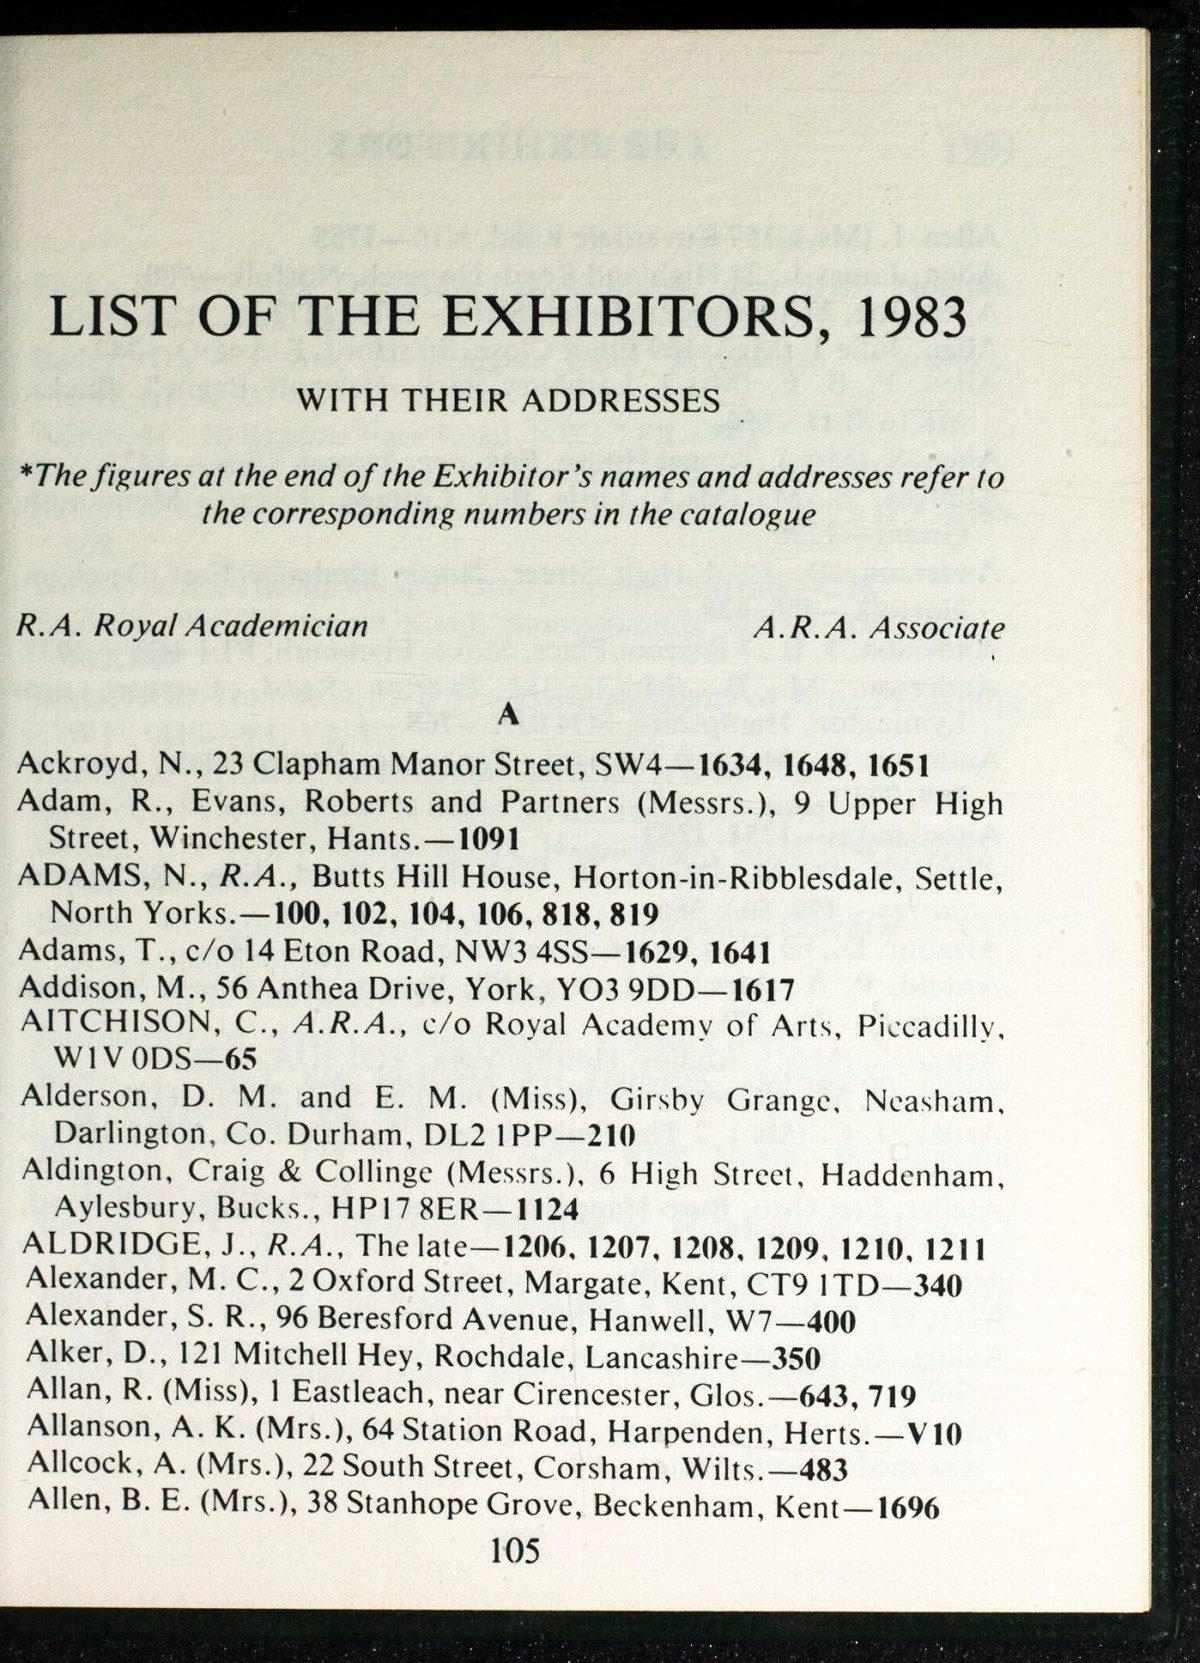 LIST OF THE EXHIBITORS, 1983
WITH THEIR ADDRESSES
*The figures at the end of the Exhibitor's names and addresses refer to
the corresponding numbers in the catalogue
R.A. Royal Academician A.R.A. Associate
A
Ackroyd, N., 23 Clapham Manor Street, SW4—1634, 1648, 1651
Adam, R., Evans, Roberts and Partners (Messrs.), 9 Upper High
Street, Winchester, Hants.—1091
ADAMS, N., R.A., Butts Hill House, Horton-in-Ribblesdale, Settle,
North Yorks.—100, 102, 104, 106, 818, 819
Adams, T., c/o 14 Eton Road, NW3 4SS—1629, 1641
Addison, M., 56 Anthea Drive, York, YO3 9DD—1617
AITCHISON, C., A.R.A., c/o Royal Academy of Arts, Piccadilly,
W1V 0DS—65
Alderson, D. M. and E. M. (Miss), Girsby Grange, Neasham,
Darlington, Co. Durham, DL2 1PP—210
Aldington, Craig & Collinge (Messrs.), 6 High Street, Haddenham,
Aylesbury, Bucks., HP17 8ER—1124
ALDRIDGE, J., R.A., The late—1206, 1207, 1208, 1209, 1210, 1211
Alexander, M. C., 2 Oxford Street, Margate, Kent, CT9 1TD—340
Alexander, S. R., 96 Beresford Avenue, Hanwell, W7—400
Alker, D., 121 Mitchell Hey, Rochdale, Lancashire—350
Allan, R. (Miss), 1 Eastleach, near Cirencester, Glos.—643, 719
Allanson, A. K. (Mrs.), 64 Station Road, Harpenden, Herts.—V10
Allcock, A. (Mrs.), 22 South Street, Corsham, Wilts.—483
Allen, B. E. (Mrs.), 38 Stanhope Grove, Beckenham, Kent—1696
105